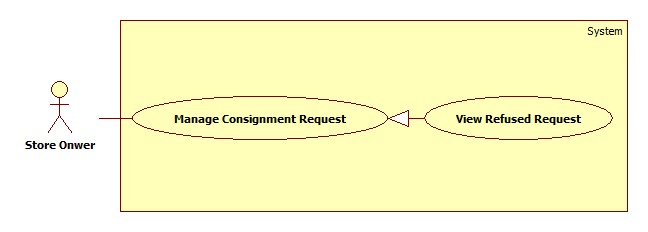 System
Manage Consignment Request
View Refused Request
Store Onwer